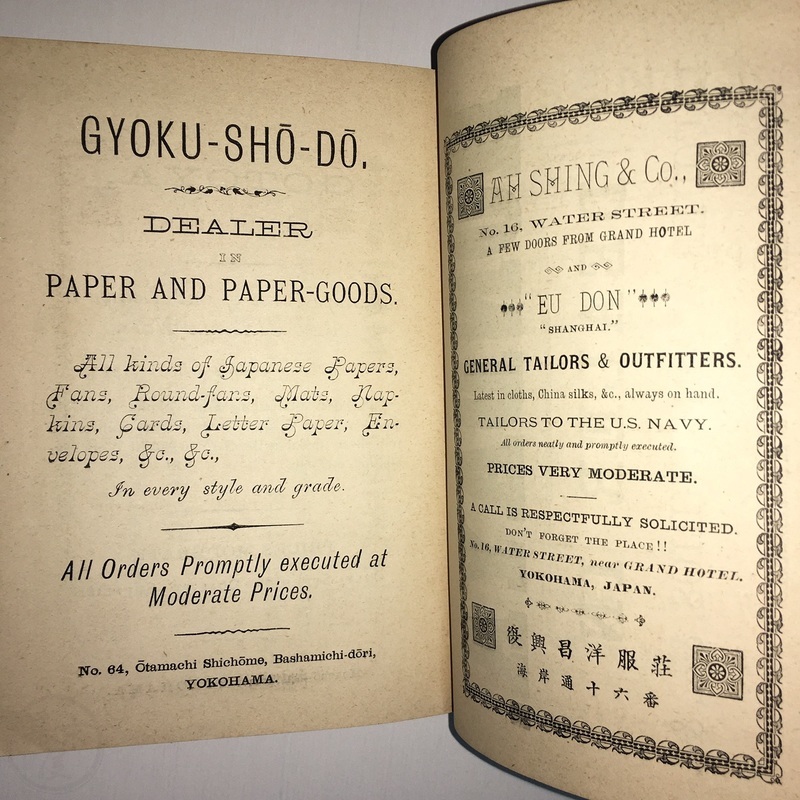 GYOKU-SHŌ-DŌ.
DEALER
IN
PAPER AND PAPER-GOODS.
All kinds of Japanese Papers,
Fans, Round-fans, Mats, Nap-
kins, Cards, Letter Paper, En-
velopes, &c., &c.,
In every style and grade.
All Orders Promptly executed at
Moderate Prices.
No. 64, Ōtamachi Shichōme, Bashamichi-dōri,
YOKOHAMA.
AH SHING & Co.,
No. 16, WATER STREET.
A FEW DOORS FROM GRAND HOTEL
AND
"EU DON"
"SHANGHAI."
GENERAL TAILORS & OUTFITTERS.
Latest in cloths, China silks, &c., always on hand.
TAILORS TO THE U.S. NAVY.
All orders neatly and promptly executed.
PRICES VERY MODERATE.
A CALL IS RESPECTFULLY SOLICITED.
DON'T FORGET THE PLACE!!
No. 16, WATER STREET, near GRAND HOTEL,
YOKOHAMA, JAPAN.
復興昌洋服莊
海岸通十六番